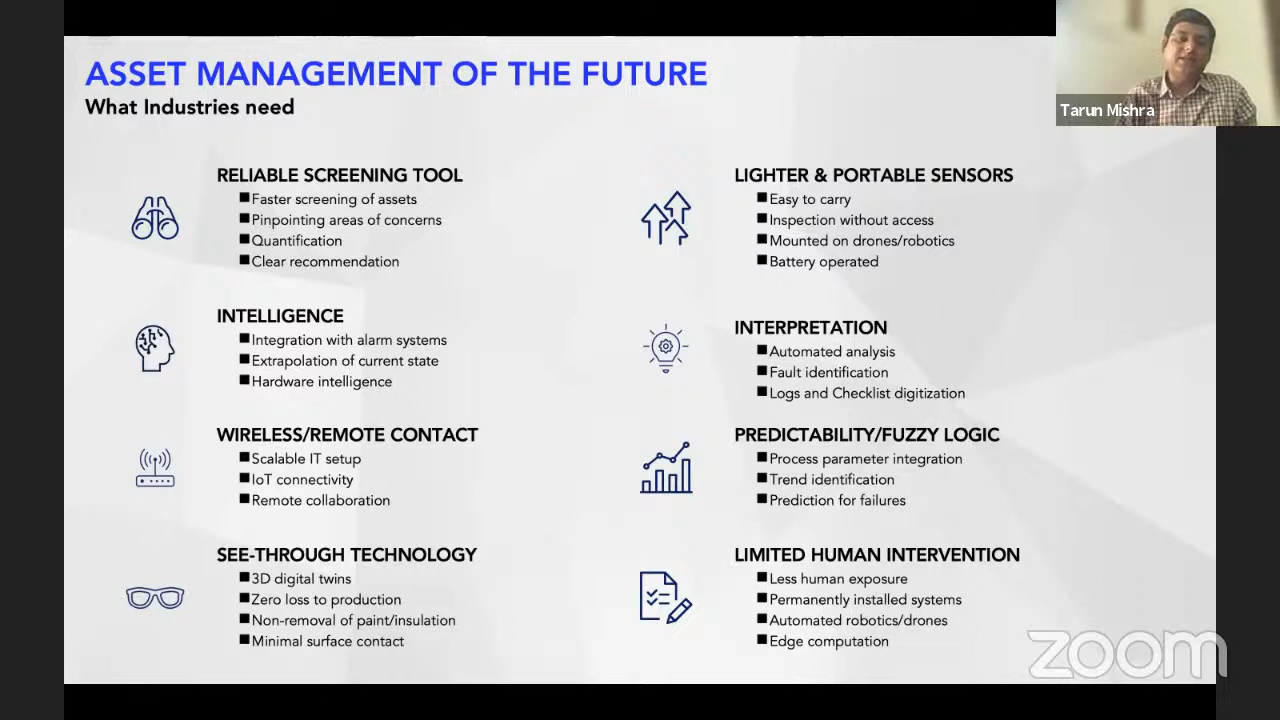 ASSET MANAGEMENT OF THE FUTURE
What Industries need
RELIABLE SCREENING TOOL
Faster screening of assets
Pinpointing areas of concerns
Quantification
Clear recommendation
INTELLIGENCE
Integration with alarm systems
Extrapolation of current state
Hardware intelligence
WIRELESS/REMOTE CONTACT
Scalable IT setup
IoT connectivity
Remote collaboration
SEE-THROUGH TECHNOLOGY
3D digital twins
Zero loss to production
Non-removal of paint/insulation
Minimal surface contact
LIGHTER & PORTABLE SENSORS
Easy to carry
Inspection without access
Mounted on drones/robotics
Battery operated
INTERPRETATION
Automated analysis
Fault identification
Logs and Checklist digitization
PREDICTABILITY/FUZZY LOGIC
Process parameter integration
Trend identification
Prediction for failures
LIMITED HUMAN INTERVENTION
Less human exposure
Permanently installed systems
Automated robotics/drones
Edge computation
Tarun Mishra
zoom